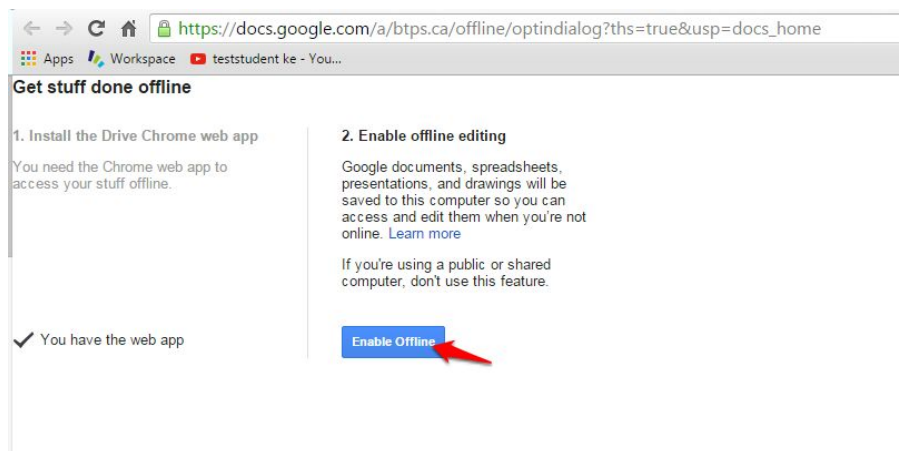 https://docs.google.com/a/btps.ca/offline/optindialog?ths=true&usp=docs_home
Apps Workspace teststudent ke - You...
Get stuff done offline
1. Install the Drive Chrome web app
You need the Chrome web app to
access your stuff offline.
You have the web app
2. Enable offline editing
Google documents, spreadsheets,
presentations, and drawings will be
saved to this computer so you can
access and edit them when you're not
online. Learn more
If you're using a public or shared
computer, don't use this feature.
Enable Offline